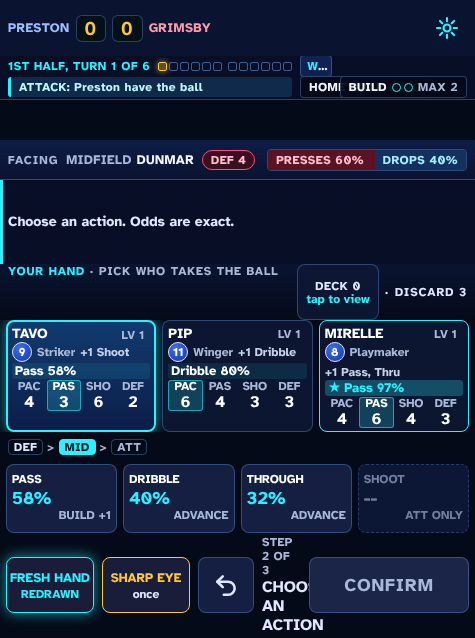 PRESTON 0 0 GRIMSBY
1ST HALF, TURN 1 OF 6
W...
ATTACK: Preston have the ball
BUILD MAX 2
FACING MIDFIELD DUNMAR DEF 4 PRESSES 60% DROPS 40%
Choose an action. Odds are exact.
YOUR HAND · PICK WHO TAKES THE BALL
DECK 0
tap to view
· DISCARD 3
TAVO LV 1
9 Striker +1 Shoot
Pass 58%
PAC PAS SHO DEF
4 3 6 2
PIP LV 1
11 Winger +1 Dribble
Dribble 80%
PAC PAS SHO DEF
6 4 3 3
MIRELLE LV 1
8 Playmaker
+1 Pass, Thru
★ Pass 97%
PAC PAS SHO DEF
4 6 4 3
DEF > MID > ATT
PASS
58%
BUILD +1
DRIBBLE
40%
ADVANCE
THROUGH
32%
ADVANCE
SHOOT
--
ATT ONLY
FRESH HAND
REDRAWN
SHARP EYE
once
STEP
2 OF
3
AN
ACTION
CONFIRM